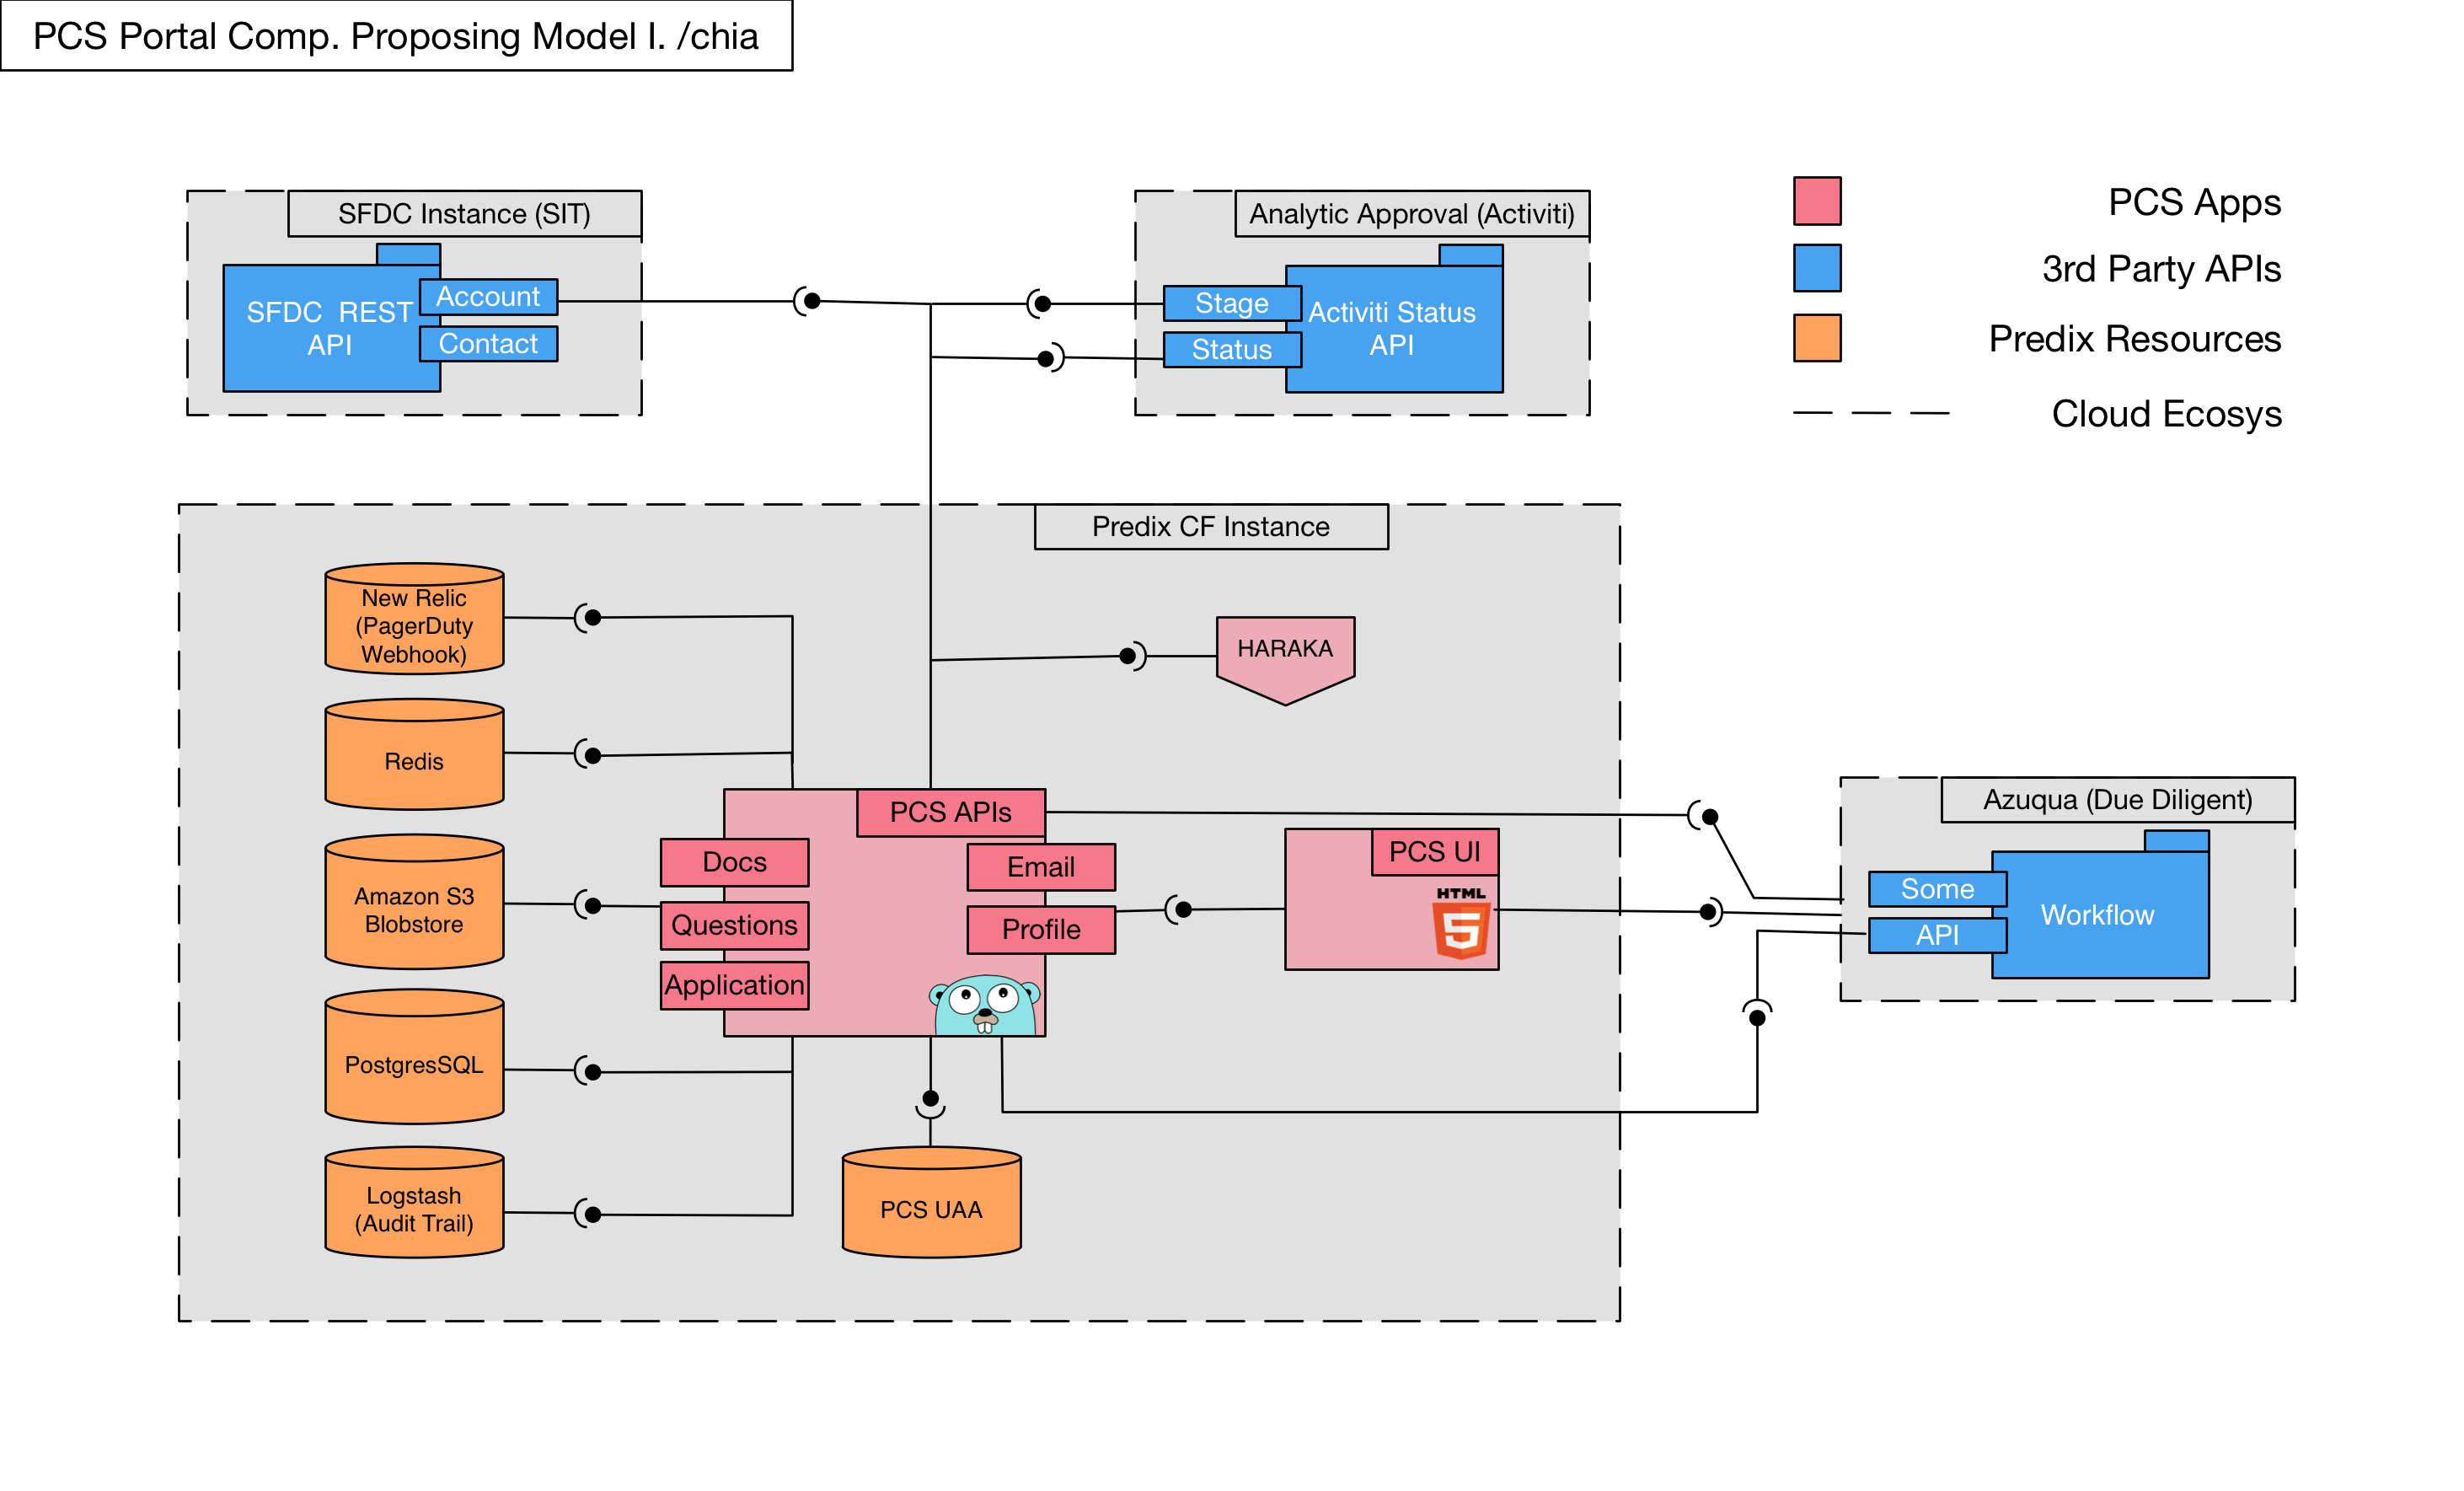 PCS Portal Comp. Proposing Model I. /chia
SFDC Instance (SIT)
SFDC REST
API
Account
Contact
Analytic Approval (Activiti)
Stage
Status
Activiti Status
API
PCS Apps
3rd Party APIs
Predix Resources
Cloud Ecosys
Predix CF Instance
New Relic
(PagerDuty
Webhook)
HARAKA
Redis
PCS APIs
Docs
Email
Amazon S3
Blobstore
Questions
Profile
Application
PCS UI
HTML
5
Azuqua (Due Diligent)
Some
API
Workflow
PostgresSQL
Logstash
(Audit Trail)
PCS UAA